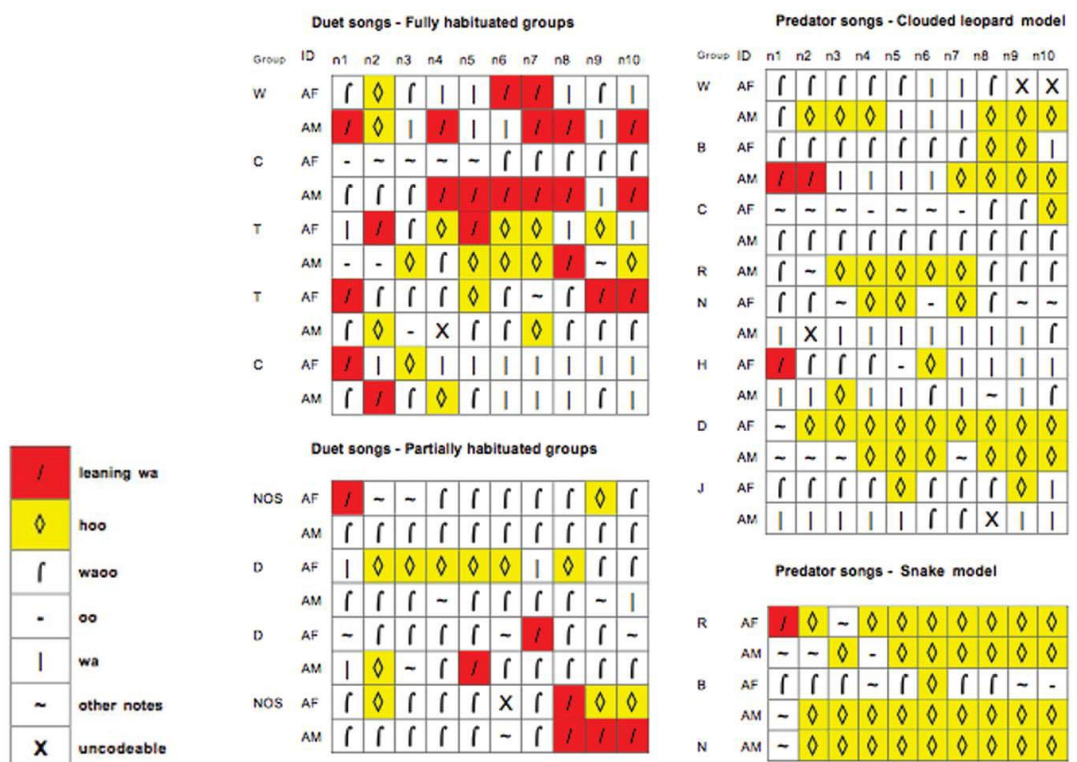 Duet songs - Fully habituated groups
Group ID n1 n2 n3 n4 n5 n6 n7 n8 n9 n10
W AF ʃ ◊ ʃ | | / / | ʃ |
AM / ◊ | / | | / / | /
C AF - ~ ~ ~ ~ ʃ ʃ ʃ ʃ ʃ
AM ʃ ʃ ʃ / / / / / | /
T AF | / ʃ ◊ / ◊ ◊ | ◊ |
AM - - ◊ ʃ ◊ ◊ ◊ / ~ ◊
T AF / ʃ ʃ ʃ ◊ ʃ ~ ʃ / /
AM ʃ ◊ - X ʃ ʃ ◊ ʃ ʃ ʃ
C AF / | ◊ | | | | | | |
AM ʃ / ʃ ◊ ʃ | | | ʃ |
Duet songs - Partially habituated groups
NOS AF / ~ ~ ʃ ʃ ʃ ʃ ʃ ◊ ʃ
AM ʃ ʃ ʃ ʃ ʃ ʃ ʃ ʃ ʃ ʃ
D AF | ◊ ◊ ◊ ◊ ◊ | ◊ ʃ ʃ
AM ʃ ʃ ʃ ~ ʃ ʃ ʃ ʃ ~ |
D AF ~ ʃ ʃ ʃ ʃ ~ / ʃ ʃ ~
AM | ◊ ~ ʃ / ʃ ʃ ʃ ʃ ʃ
NOS AF ʃ ◊ ʃ ʃ ʃ X ʃ / ◊ ◊
AM ʃ ʃ ʃ ʃ ʃ ~ ʃ / / /
/ leaning wa
◊ hoo
ʃ waoo
- oo
| wa
~ other notes
X uncodeable
Predator songs - Clouded leopard model
Group ID n1 n2 n3 n4 n5 n6 n7 n8 n9 n10
W AF ʃ ʃ ʃ ʃ ʃ | | ʃ X X
AM ʃ ◊ ◊ ◊ | | | ◊ ◊ ◊
B AF ʃ ʃ ʃ ʃ ʃ ʃ ʃ ◊ ◊ |
AM / / | | | | ◊ ◊ ◊ ◊
C AF ~ ~ ~ - ~ ~ - ʃ ʃ ◊
AM ʃ ʃ ʃ ʃ ʃ ʃ ʃ ʃ ʃ ʃ
R AM ʃ ~ ◊ ◊ ◊ ◊ ◊ ʃ ʃ ʃ
N AF ʃ ʃ ~ ◊ ◊ - ◊ ʃ ~ ~
AM | X | | | | | | | ʃ
H AF / ʃ ʃ ʃ - ◊ | | | |
AM | | ◊ | | ʃ | ~ | ʃ
D AF ~ ◊ ◊ ◊ ◊ ◊ ◊ ◊ ◊ ◊
AM ~ ~ ~ ◊ ◊ ◊ ~ ◊ ◊ ◊
J AF ʃ ʃ ʃ ʃ ◊ ʃ ʃ ʃ ◊ |
AM | | | | | ʃ ʃ X | |
Predator songs - Snake model
R AF / ◊ ~ ◊ ◊ ◊ ◊ ◊ ◊ ◊
AM ~ ~ ◊ - ◊ ◊ ◊ ◊ ◊ ◊
B AF ʃ ʃ ʃ ~ ʃ ◊ ʃ ʃ ~ -
AM ~ ◊ ◊ ◊ ◊ ◊ ◊ ◊ ◊ ◊
N AM ~ ◊ ◊ ◊ ◊ ◊ ◊ ◊ ◊ ◊